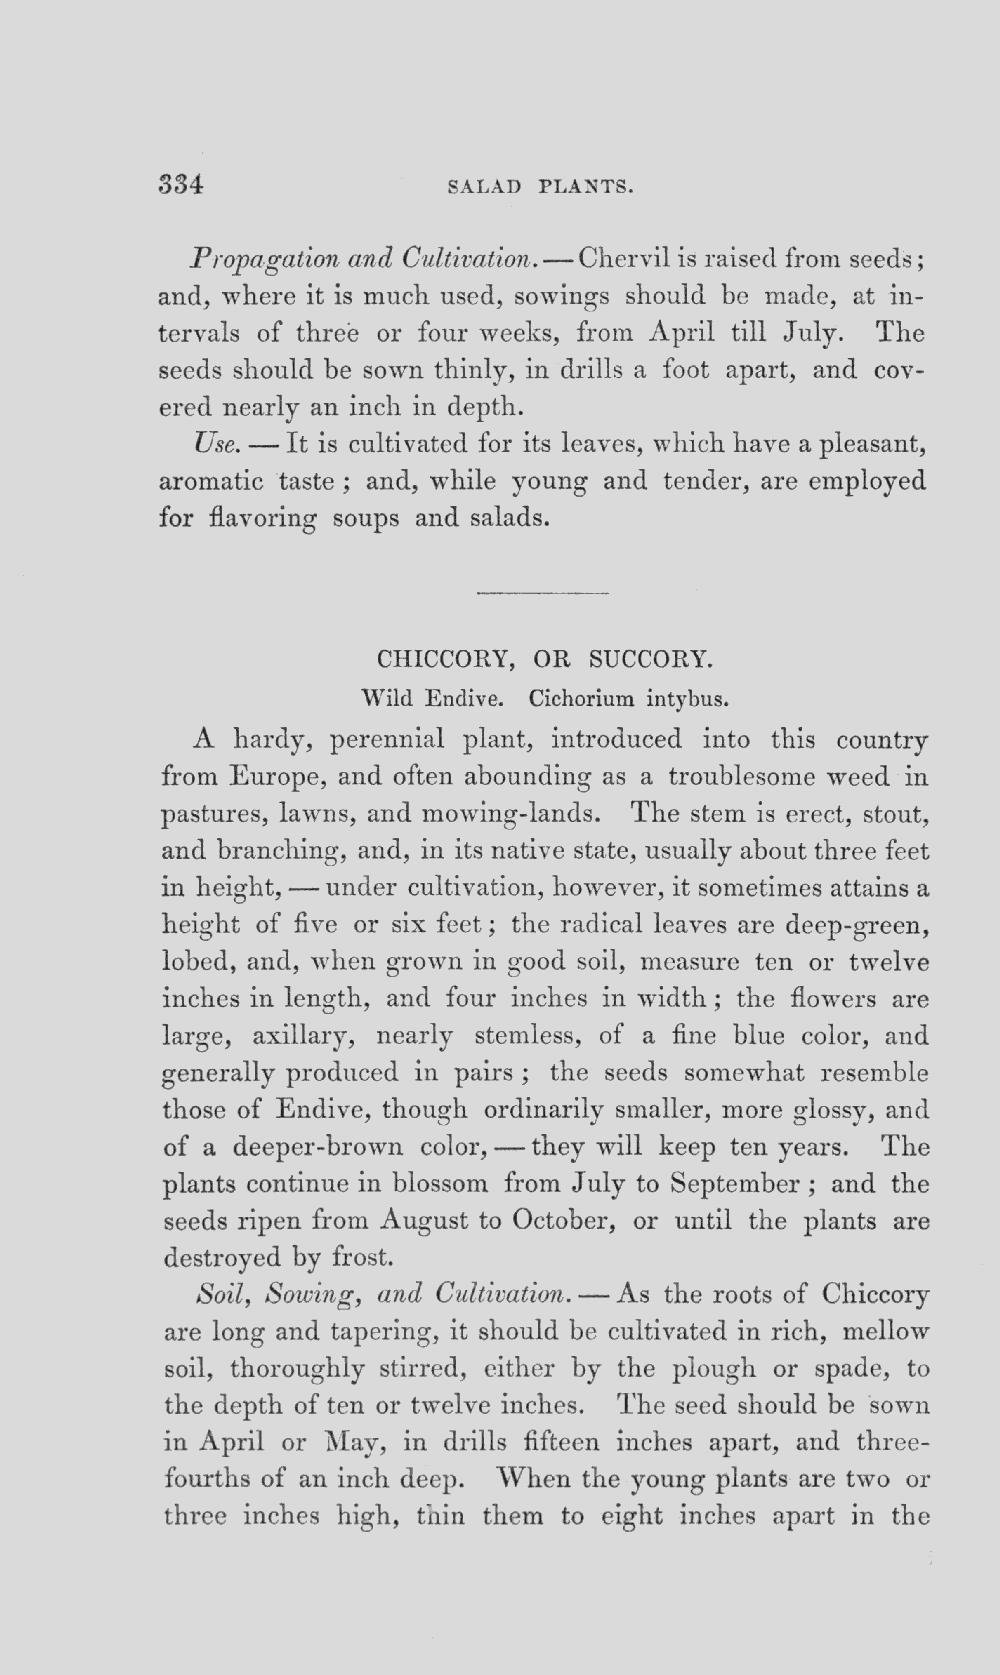 334 SALAD PLANTS.
Propagation and Cultivation. — Chervil is raised from seeds;
and, where it is much used, sowings should be made, at in-
tervals of three or four weeks, from April till July. The
seeds should be sown thinly, in drills a foot apart, and cov-
ered nearly an inch in depth.
Use. — It is cultivated for its leaves, which have a pleasant,
aromatic taste; and, while young and tender, are employed
for flavoring soups and salads.
CHICCORY, OR SUCCORY.
Wild Endive. Cichorium intybus.
A hardy, perennial plant, introduced into this country
from Europe, and often abounding as a troublesome weed in
pastures, lawns, and mowing-lands. The stem is erect, stout,
and branching, and, in its native state, usually about three feet
in height, — under cultivation, however, it sometimes attains a
height of five or six feet; the radical leaves are deep-green,
lobed, and, when grown in good soil, measure ten or twelve
inches in length, and four inches in width; the flowers are
large, axillary, nearly stemless, of a fine blue color, and
generally produced in pairs; the seeds somewhat resemble
those of Endive, though ordinarily smaller, more glossy, and
of a deeper-brown color, — they will keep ten years. The
plants continue in blossom from July to September; and the
seeds ripen from August to October, or until the plants are
destroyed by frost.
Soil, Sowing, and Cultivation. — As the roots of Chiccory
are long and tapering, it should be cultivated in rich, mellow
soil, thoroughly stirred, either by the plough or spade, to
the depth of ten or twelve inches. The seed should be sown
in April or May, in drills fifteen inches apart, and three-
fourths of an inch deep. When the young plants are two or
three inches high, thin them to eight inches apart in the